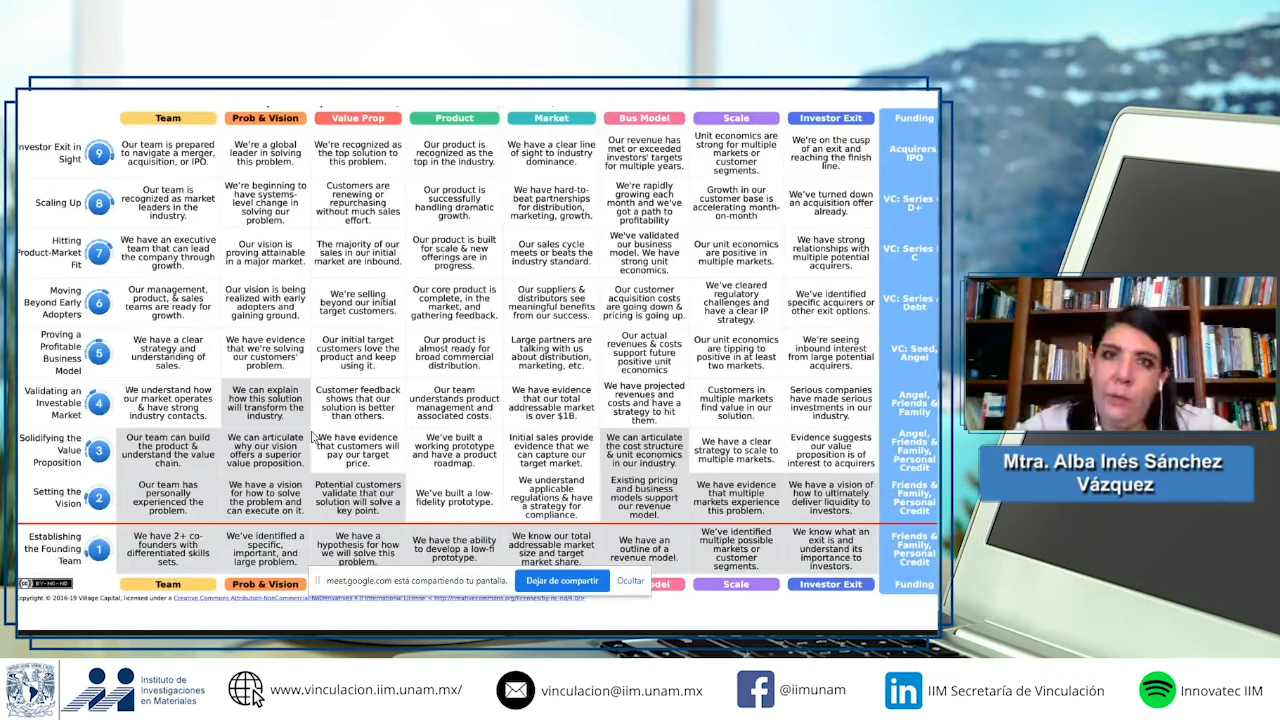 Team Prob & Vision Value Prop Product Market Bus Model Scale Investor Exit Funding
nvestor Exit in
Sight
9
Our team is prepared
to navigate a merger,
acquisition, or IPO.
We're a global
leader in solving
this problem.
We're recognized as
the top solution to
this problem.
Our product is
recognized as the
top in the industry.
We have a clear line
of sight to industry
dominance.
Our revenue has
met or exceeded
investors' targets
for multiple years.
Unit economics are
strong for multiple
markets or
customer
segments.
We're on the cusp
of an exit and
reaching the finish
line.
Acquirers
IPO
Scaling Up
8
Our team is
recognized as market
leaders in the
industry.
We're beginning to
have systems-
level change in
solving our
problem.
Customers are
renewing or
repurchasing
without much sales
effort.
Our product is
successfully
handling dramatic
growth.
We have hard-to-
beat partnerships
for distribution,
marketing, growth.
We're rapidly
growing each
month and we've
got a path to
profitability
Growth in our
customer base is
accelerating month-
on-month
We've turned down
an acquisition offer
already.
VC: Series
D+
Hitting
Product-Market
Fit
7
We have an executive
team that can lead
the company through
growth.
Our vision is
proving attainable
in a major market.
The majority of our
sales in our initial
market are inbound.
Our product is built
for scale & new
offerings are in
progress.
Our sales cycle
meets or beats the
industry standard.
We've validated
our business
model. We have
strong unit
economics.
Our unit economics
are positive in
multiple markets.
We have strong
relationships with
multiple potential
acquirers.
VC: Series
C
Moving
Beyond Early
Adopters
6
Our management,
product, & sales
teams are ready for
growth.
Our vision is being
realized with early
adopters and
gaining ground.
We're selling
beyond our initial
target customers.
Our core product is
complete, in the
market, and
gathering feedback.
Our suppliers &
distributors see
meaningful benefits
from our success.
Our customer
acquisition costs
are going down &
pricing is going up.
We've cleared
regulatory
challenges and
have a clear IP
strategy.
We've identified
specific acquirers or
other exit options.
VC: Series
Debt
Proving a
Profitable
Business
Model
5
We have a clear
strategy and
understanding of
sales.
We have evidence
that we're solving
our customers'
problem.
Our initial target
customers love the
product and keep
using it.
Our product is
almost ready for
broad commercial
distribution.
Large partners are
talking with us
about distribution,
marketing, etc.
Our actual
revenues & costs
support future
positive unit
economics
Our unit economics
are tipping to
positive in at least
two markets.
We're seeing
inbound interest
from large potential
acquirers.
VC: Seed,
Angel
Validating an
Investable
Market
4
We understand how
our market operates
& have strong
industry contacts.
We can explain
how this solution
will transform the
industry.
Customer feedback
shows that our
solution is better
than others.
Our team
understands product
management and
associated costs.
We have evidence
that our total
addressable market
is over $1B.
We have projected
revenues and
costs and have a
strategy to hit
them.
Customers in
multiple markets
find value in our
solution.
Serious companies
have made serious
investments in our
industry.
Angel,
Friends &
Family
Solidifying the
Value
Proposition
3
Our team can build
the product &
understand the value
chain.
We can articulate
why our vision
offers a superior
value proposition.
We have evidence
that customers will
pay our target
price.
We've built a
working prototype
and have a product
roadmap.
Initial sales provide
evidence that we
can capture our
target market.
We can articulate
the cost structure
& unit economics
in our industry.
We have a clear
strategy to scale to
multiple markets.
Evidence suggests
our value
proposition is of
interest to acquirers
Angel,
Friends &
Family,
Personal
Credit
Setting the
Vision
2
Our team has
personally
experienced the
problem.
We have a vision
for how to solve
the problem and
can execute on it.
Potential customers
validate that our
solution will solve a
key point.
We've built a low-
fidelity prototype.
We understand
applicable
regulations & have
a strategy for
compliance.
Existing pricing
and business
models support
our revenue
model.
We have evidence
that multiple
markets experience
this problem.
We have a vision of
how to ultimately
deliver liquidity to
investors.
Friends &
Family,
Personal
Credit
Establishing
the Founding
Team
1
We have 2+ co-
founders with
differentiated skills
sets.
We've identified a
specific,
important, and
large problem.
We have a
hypothesis for how
we will solve this
problem.
We have the ability
to develop a low-fi
prototype.
We know our total
addressable market
size and target
market share.
We have an
outline of a
revenue model.
We've identified
multiple possible
markets or
customer
segments.
We know what an
exit is and
understand its
importance to
investors.
Friends &
Family,
Personal
Credit
meet.google.com está compartiendo tu pantalla. Dejar de compartir Ocultar
cc BY-NC-ND
Team Prob & Vision odel Scale Investor Exit Funding
opyright © 2016-19 Village Capital, licensed under a Creative Commons Attribution-NonCommercial-NoDerivatives 4.0 International License < http://creativecommons.org/licenses/by-nc-nd/4.0/>
Mtra. Alba Inés Sánchez
Vázquez
Instituto de
Investigaciones
en Materiales
www.vinculacion.iim.unam.mx/
vinculacion@iim.unam.mx
@iimunam
IIM Secretaría de Vinculación
Innovatec IIM